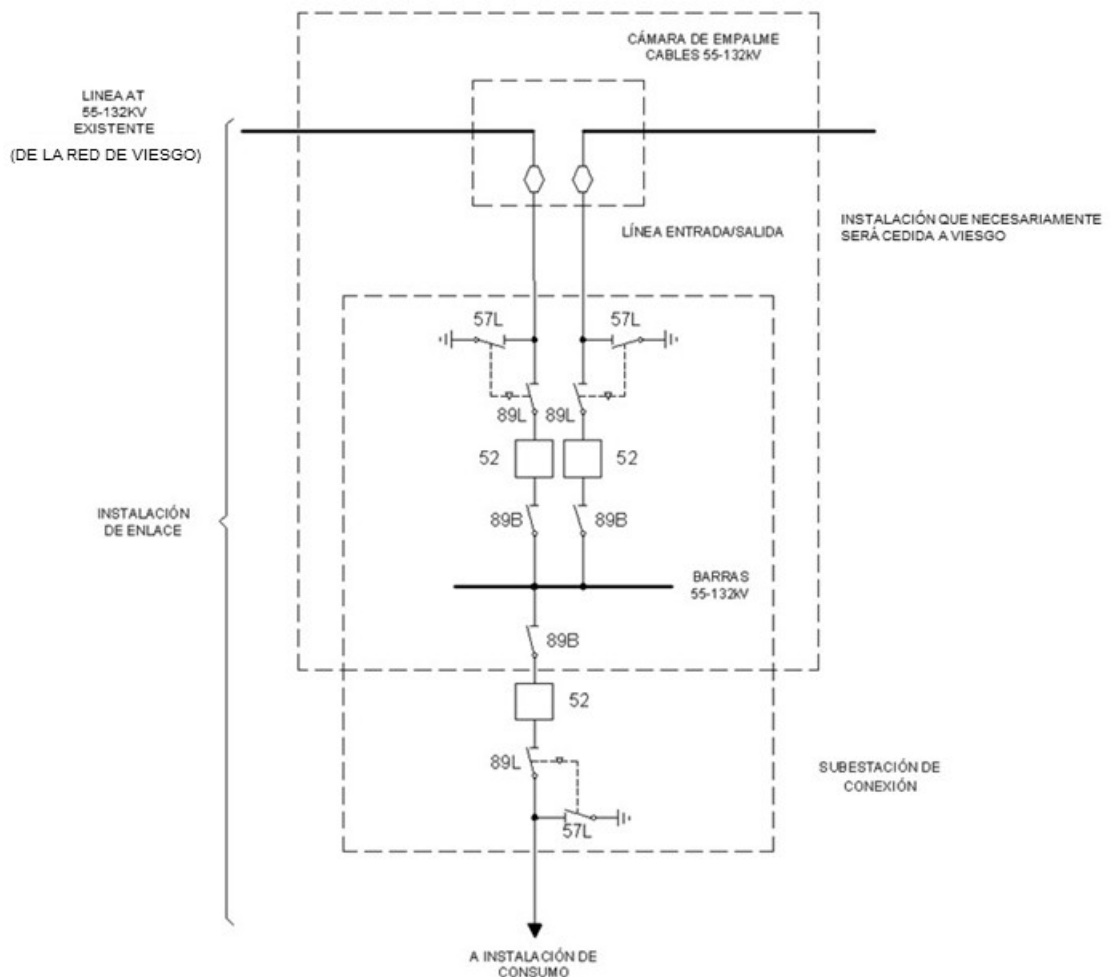 CÁMARA DE EMPALME
CABLES 55-132kV
LINEA AT
55-132KV
EXISTENTE
(DE LA RED DE VIESGO)
LÍNEA ENTRADA/SALIDA
INSTALACIÓN QUE NECESARIAMENTE
SERÁ CEDIDA A VIESGO
57L
57L
89L
89L
52
52
89B
89B
INSTALACIÓN
DE ENLACE
BARRAS
55-132kV
89B
52
89L
SUBESTACIÓN DE
CONEXIÓN
57L
A INSTALACIÓN DE
CONSUMO